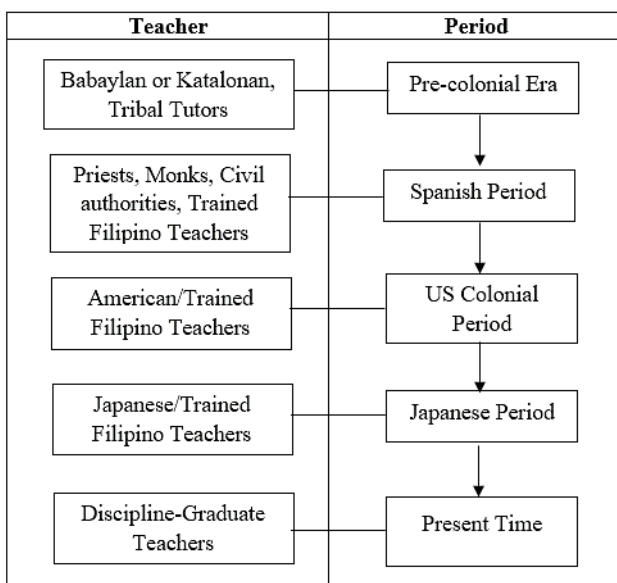 Teacher
Period
Babaylan or Katalonan,
Tribal Tutors
Pre-colonial Era
Priests, Monks, Civil
authorities, Trained
Filipino Teachers
Spanish Period
American/Trained
Filipino Teachers
US Colonial
Period
Japanese/Trained
Filipino Teachers
Japanese Period
Discipline-Graduate
Teachers
Present Time